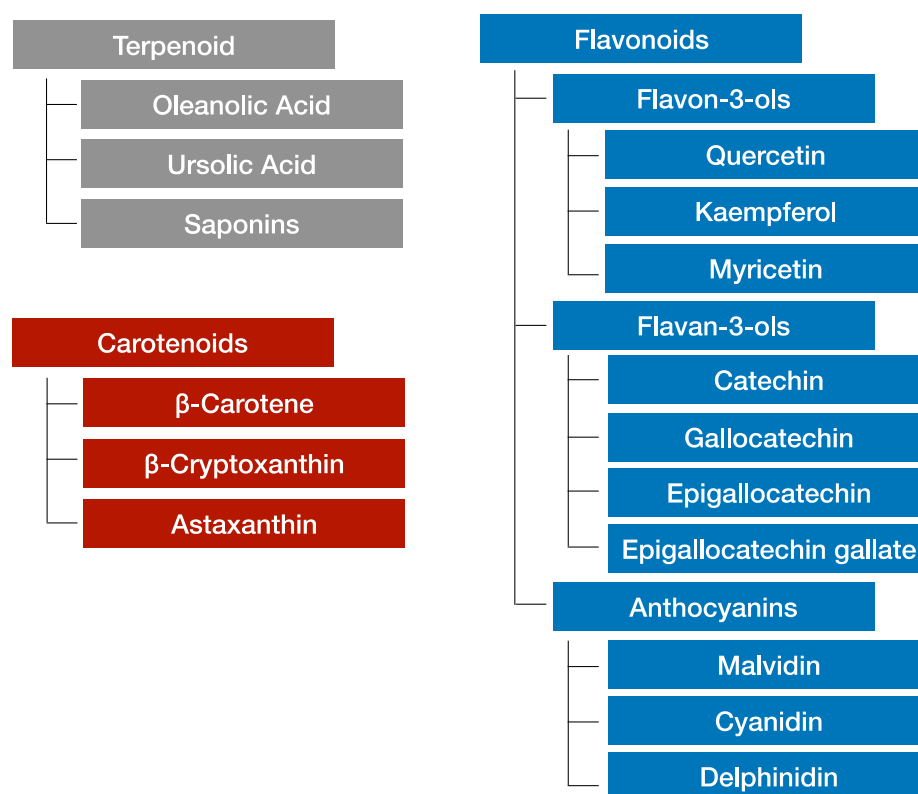 Terpenoid
Oleanolic Acid
Ursolic Acid
Saponins
Carotenoids
β-Carotene
β-Cryptoxanthin
Astaxanthin
Flavonoids
Flavon-3-ols
Quercetin
Kaempferol
Myricetin
Flavan-3-ols
Catechin
Gallocatechin
Epigallocatechin
Epigallocatechin gallate
Anthocyanins
Malvidin
Cyanidin
Delphinidin